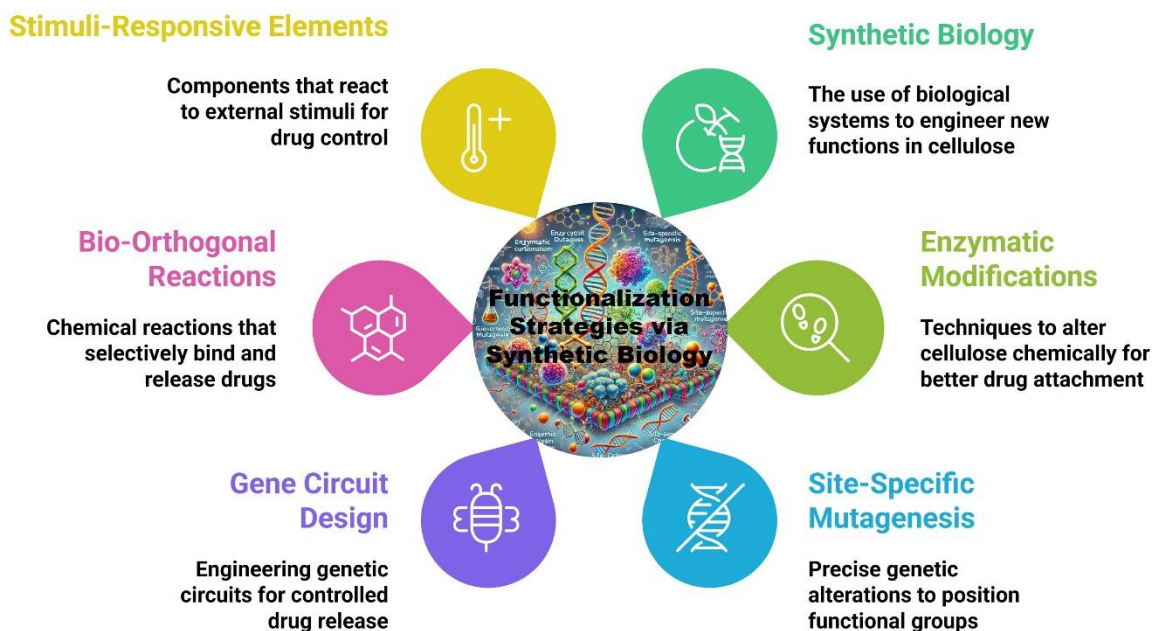 Stimuli-Responsive Elements
Components that react
to external stimuli for
drug control
Synthetic Biology
The use of biological
systems to engineer new
functions in cellulose
Bio-Orthogonal
Reactions
Chemical reactions that
selectively bind and
release drugs
Functionalization
Strategies via
Synthetic Biology
Enzymatic
Modifications
Techniques to alter
cellulose chemically for
better drug attachment
Gene Circuit
Design
Engineering genetic
circuits for controlled
drug release
Site-Specific
Mutagenesis
Precise genetic
alterations to position
functional groups